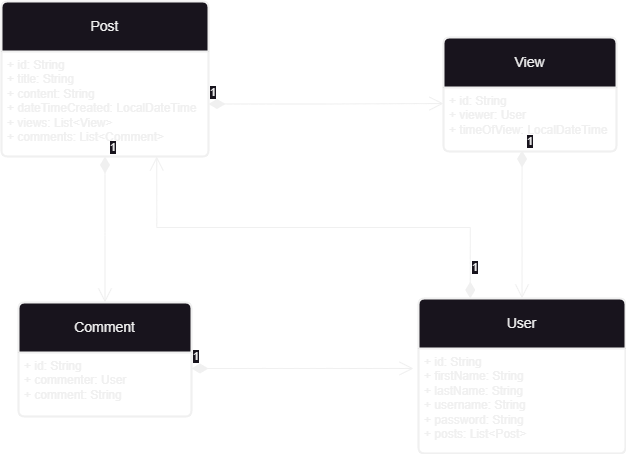 Post
+ id: String
+ title: String
+ content: String
+ dateTimeCreated: LocalDateTime
+ views: List<View>
+ comments: List<Comment>
1
1
View
+ id: String
+ viewer: User
+ timeOfView: LocalDateTime
1
1
Comment
+ id: String
+ commenter: User
+ comment: String
1
User
+ id: String
+ firstName: String
+ lastName: String
+ username: String
+ password: String
+ posts: List<Post>